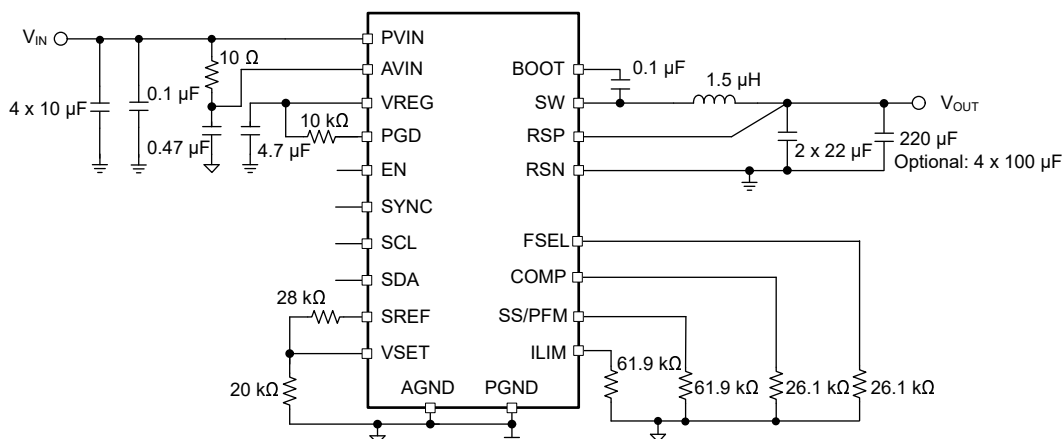 VIN
4 x 10 µF
0.1 µF
10 Ω
0.47 µF
4.7 µF
10 kΩ
28 kΩ
20 kΩ
PVIN
AVIN
VREG
PGD
EN
SYNC
SCL
SDA
SREF
VSET
AGND
PGND
BOOT
SW
RSP
RSN
FSEL
COMP
SS/PFM
ILIM
0.1 µF
1.5 µH
VOUT
2 x 22 µF
220 µF
Optional: 4 x 100 µF
61.9 kΩ
61.9 kΩ
26.1 kΩ
26.1 kΩ